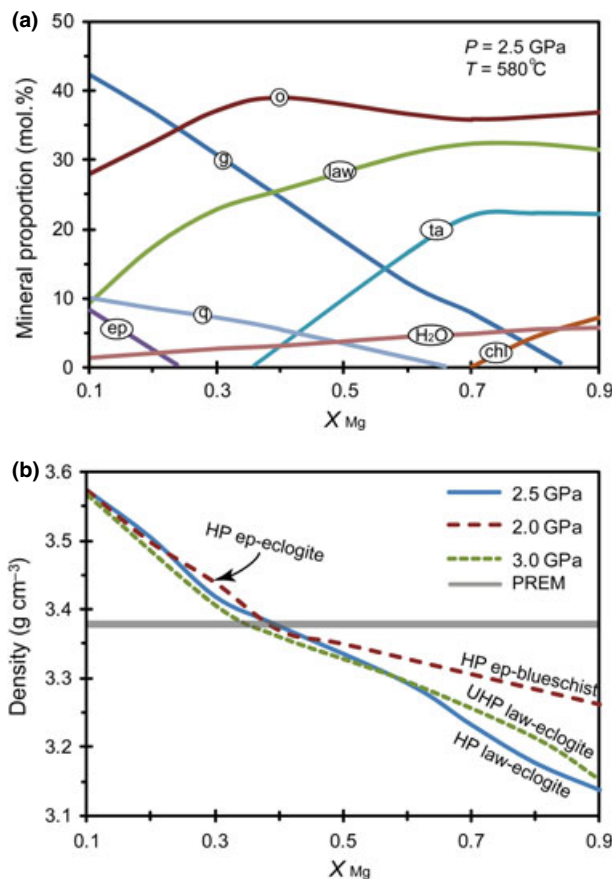 (a)
50
40
30
20
10
0
Mineral proportion (mol.%)
P = 2.5 GPa
T = 580°C
o
g
law
ta
q
ep
H₂O
chl
0.1 0.3 0.5 0.7 0.9
X Mg
(b)
3.6
3.5
3.4
3.3
3.2
3.1
Density (g cm⁻³)
2.5 GPa
2.0 GPa
3.0 GPa
PREM
HP ep-eclogite
HP ep-blueschist
UHP law-eclogite
HP law-eclogite
0.1 0.3 0.5 0.7 0.9
X Mg